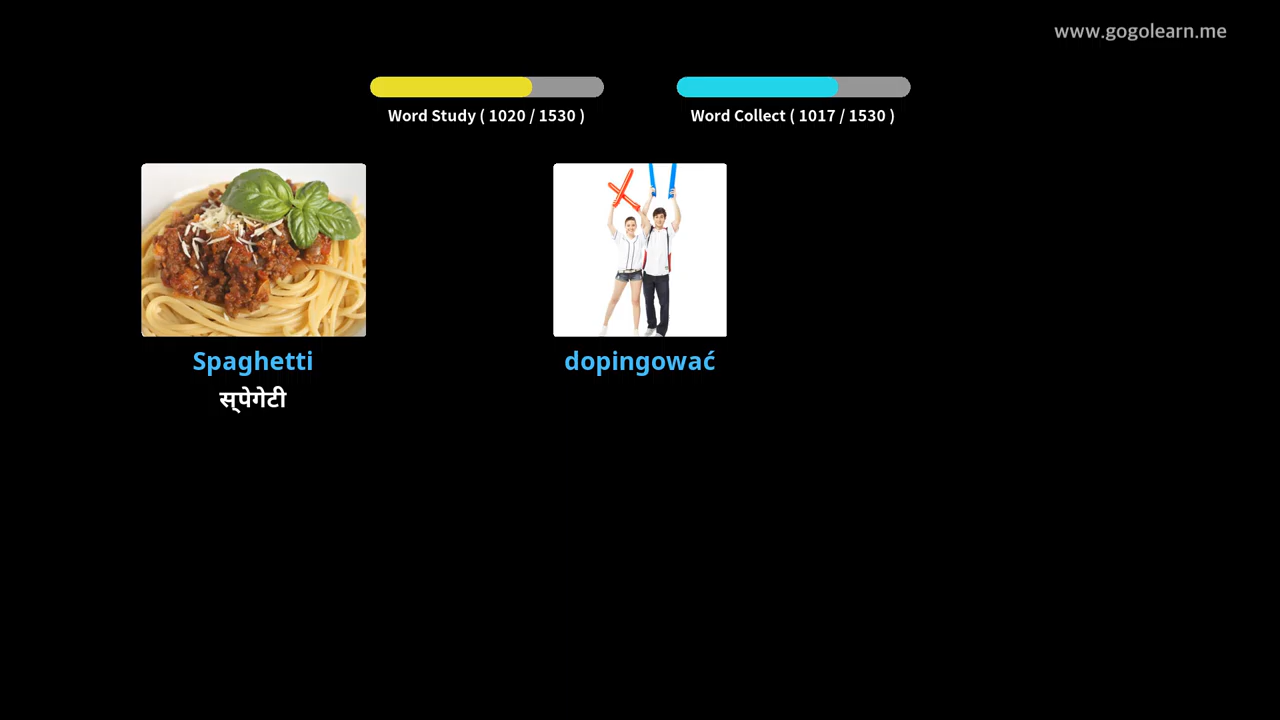 www.gogolearn.me
Word Study ( 1020 / 1530 )
Word Collect ( 1017 / 1530 )
Spaghetti
स्पेगेटी
dopingować